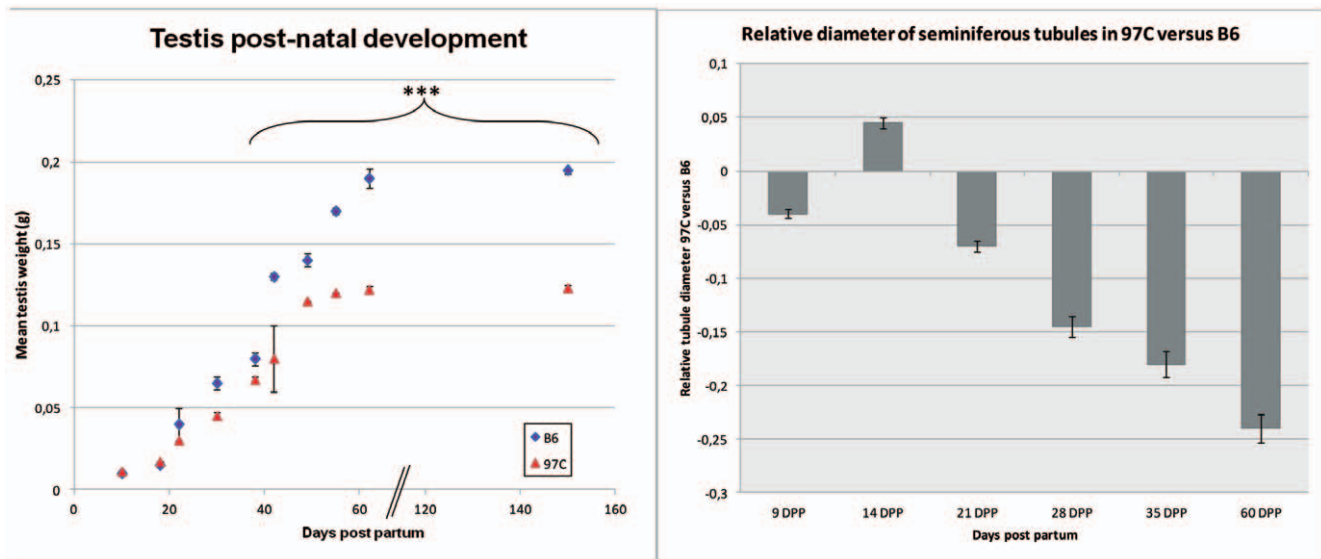 Testis post-natal development
0,25
0,2
0,15
0,1
0,05
0
Mean testis weight (g)
***
B6
97C
0
20
40
60
120
140
160
Days post partum
Relative diameter of seminiferous tubules in 97C versus B6
0,1
0,05
0
-0,05
-0,1
-0,15
-0,2
-0,25
-0,3
Relative tubule diameter 97C versus B6
9 DPP
14 DPP
21 DPP
28 DPP
35 DPP
60 DPP
Days post partum